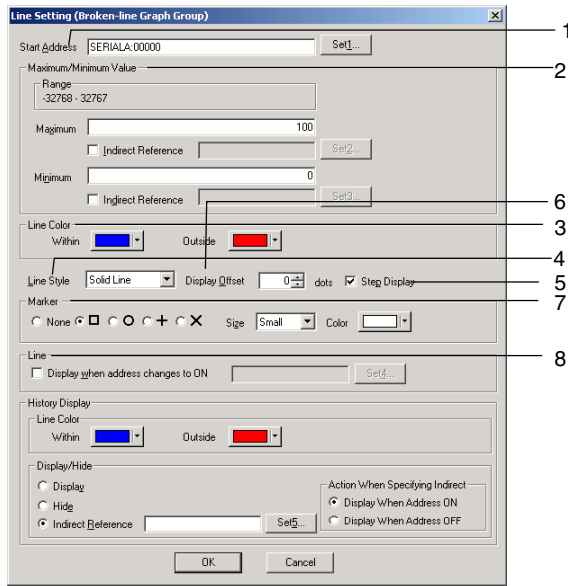 Line Setting (Broken-line Graph Group)
1
Start Address SERIALA:00000 Set1...
Maximum/Minimum Value 2
Range
-32768 - 32767
Maximum 100
Indirect Reference Set2...
Minimum 0
Indirect Reference Set3...
6
Line Color 3
Within Outside
4
Line Style Solid Line Display Offset 0 dots Step Display 5
Marker 7
None Size Small Color
Line 8
Display when address changes to ON Set4...
History Display
Line Color
Within Outside
Display/Hide
Display
Hide
Indirect Reference Set5...
Action When Specifying Indirect
Display When Address ON
Display When Address OFF
OK Cancel